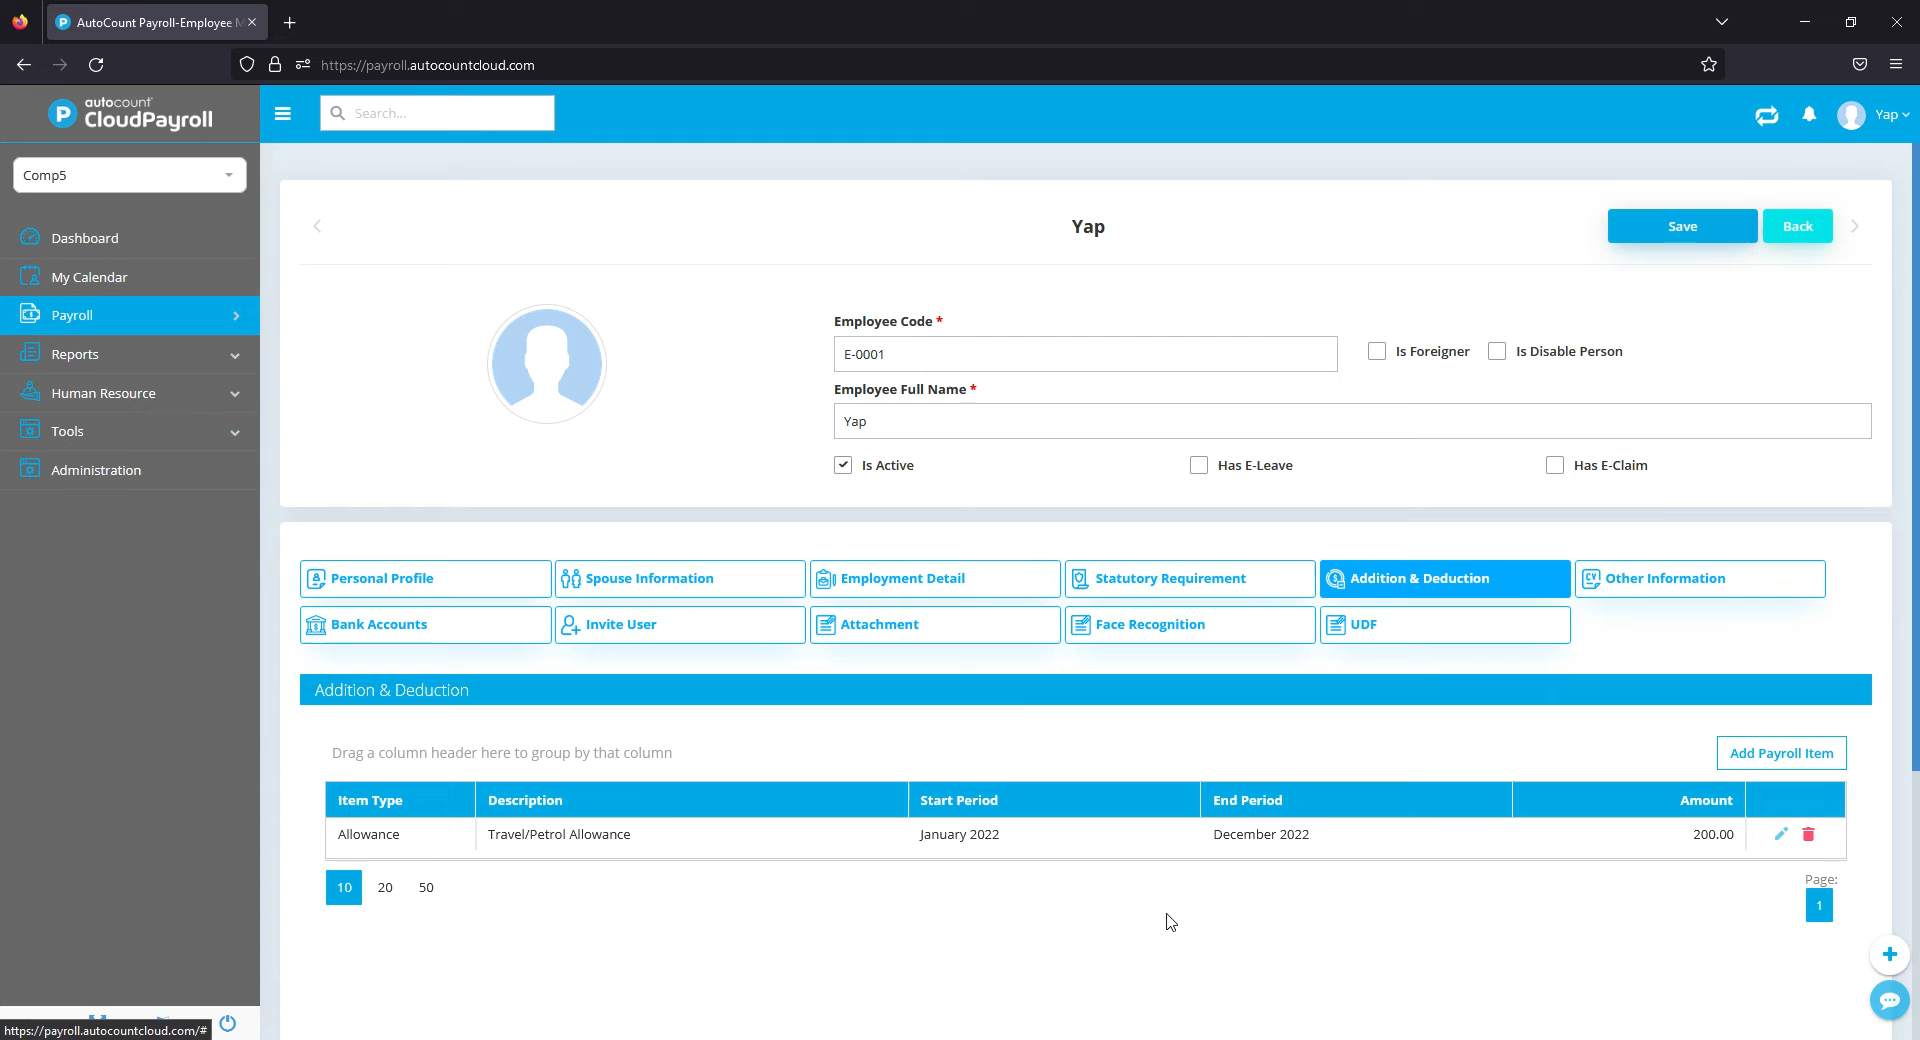 AutoCount Payroll-Employee M
https://payroll.autocountcloud.com
autocount
CloudPayroll
Search...
Yap
Comp5
Dashboard
My Calendar
Payroll
Reports
Human Resource
Tools
Administration
Yap
Save
Back
Employee Code *
E-0001
Is Foreigner
Is Disable Person
Employee Full Name *
Yap
Is Active
Has E-Leave
Has E-Claim
Personal Profile
Spouse Information
Employment Detail
Statutory Requirement
Addition & Deduction
Other Information
Bank Accounts
Invite User
Attachment
Face Recognition
UDF
Addition & Deduction
Drag a column header here to group by that column
Add Payroll Item
Item Type Description Start Period End Period Amount
Allowance Travel/Petrol Allowance January 2022 December 2022 200.00
10 20 50
Page:
1
https://payroll.autocountcloud.com/#